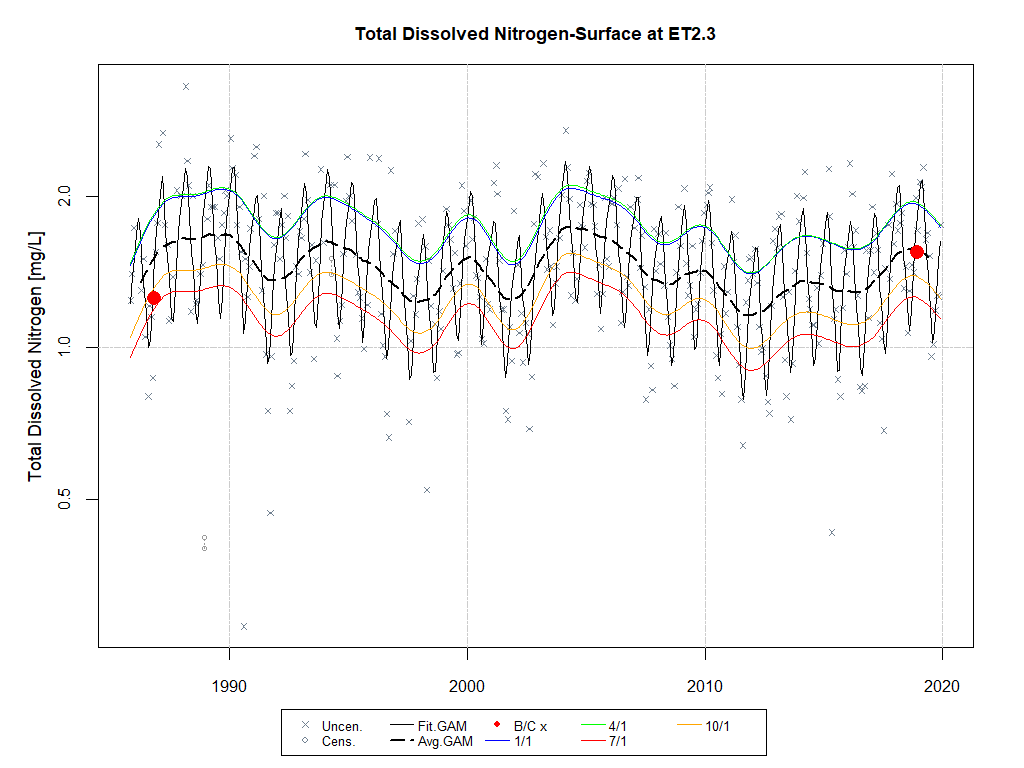 Total Dissolved Nitrogen-Surface at ET2.3
Total Dissolved Nitrogen [mg/L]
2.0
1.0
0.5
1990 2000 2010 2020
Uncen. Fit.GAM B/C x 4/1 10/1
Cens. Avg.GAM 1/1 7/1